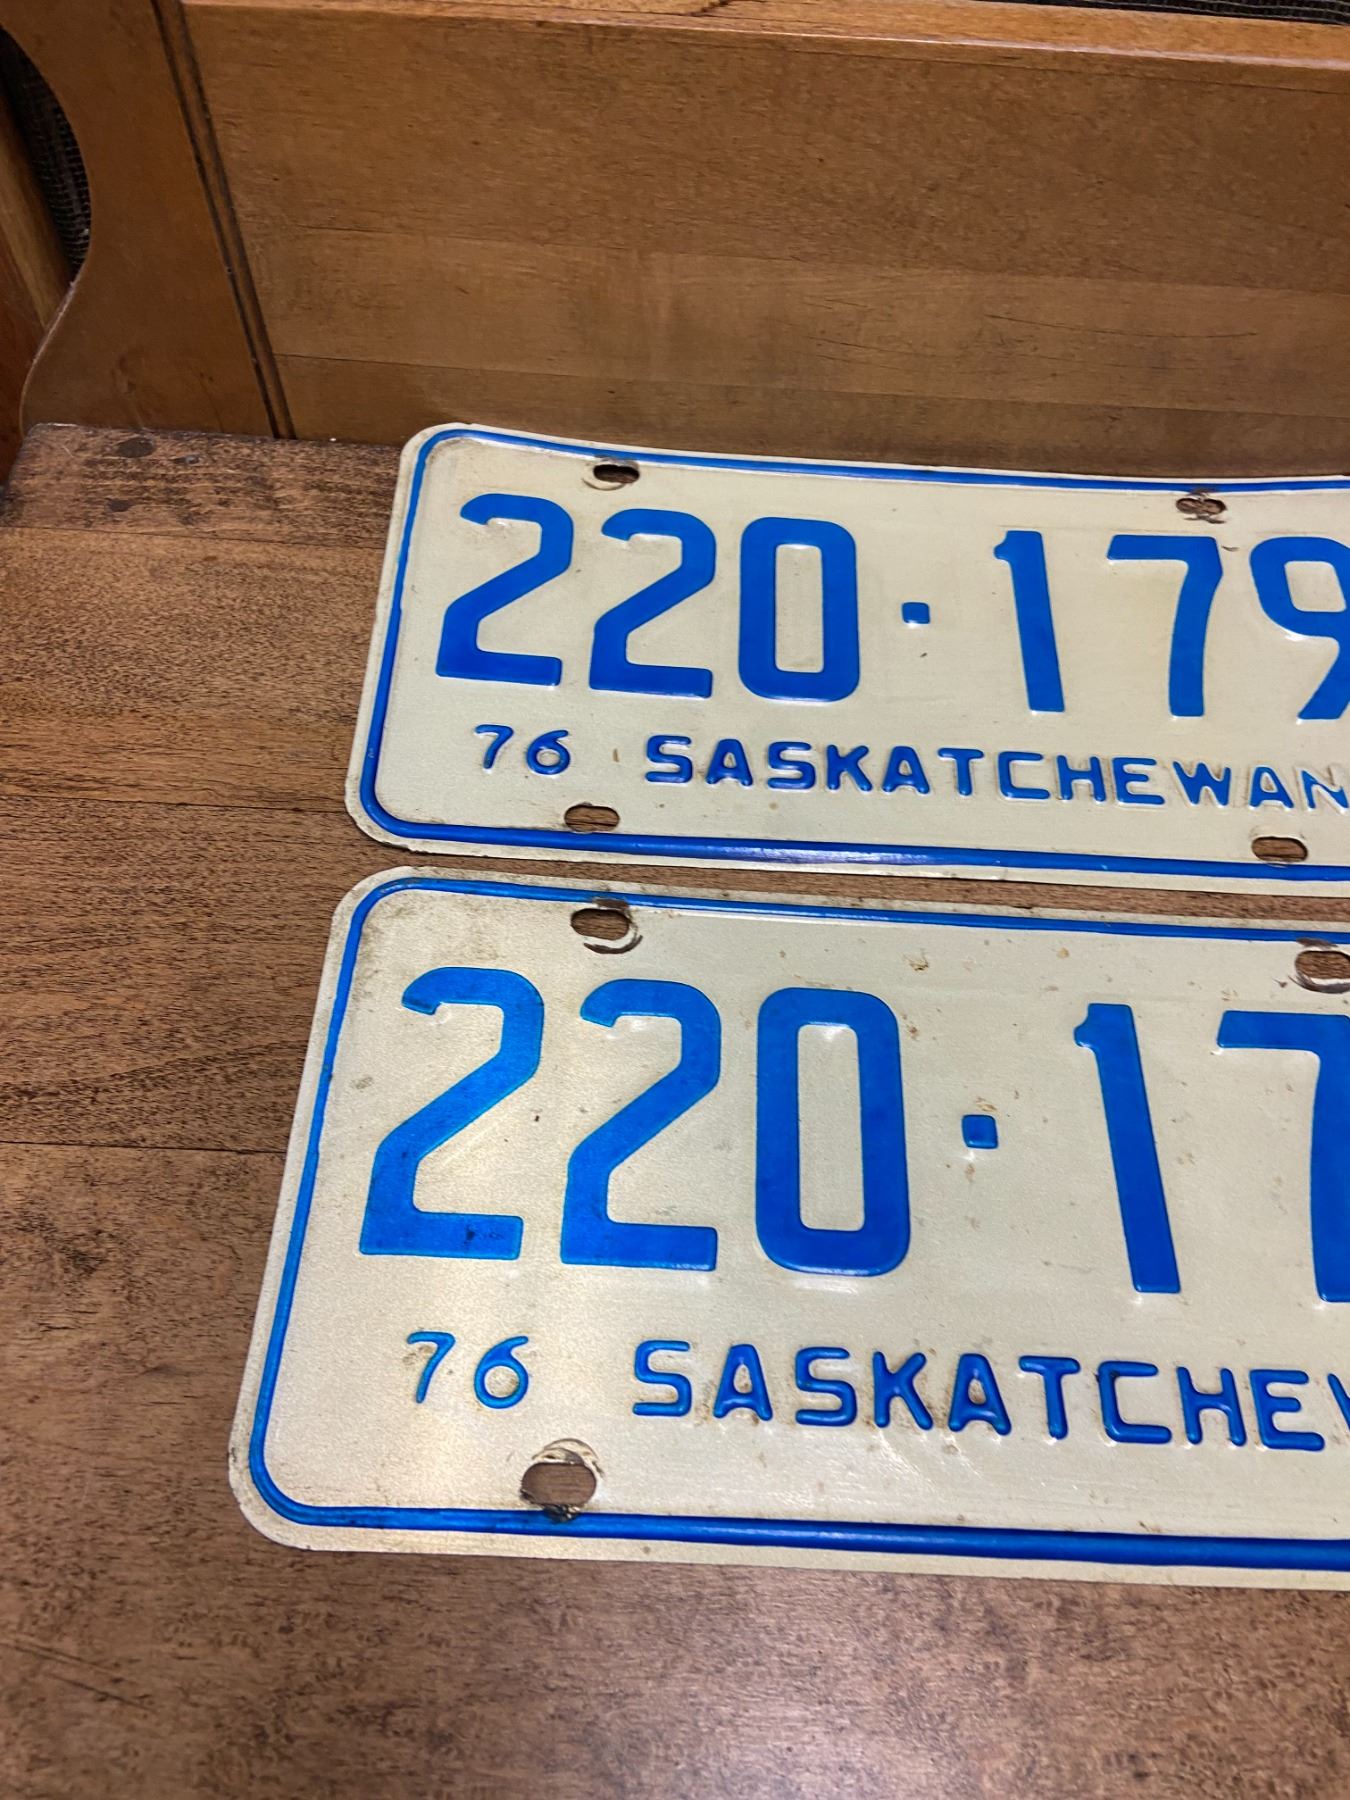 220·179
76 SASKATCHEWAN
220·17
76 SASKATCHEW